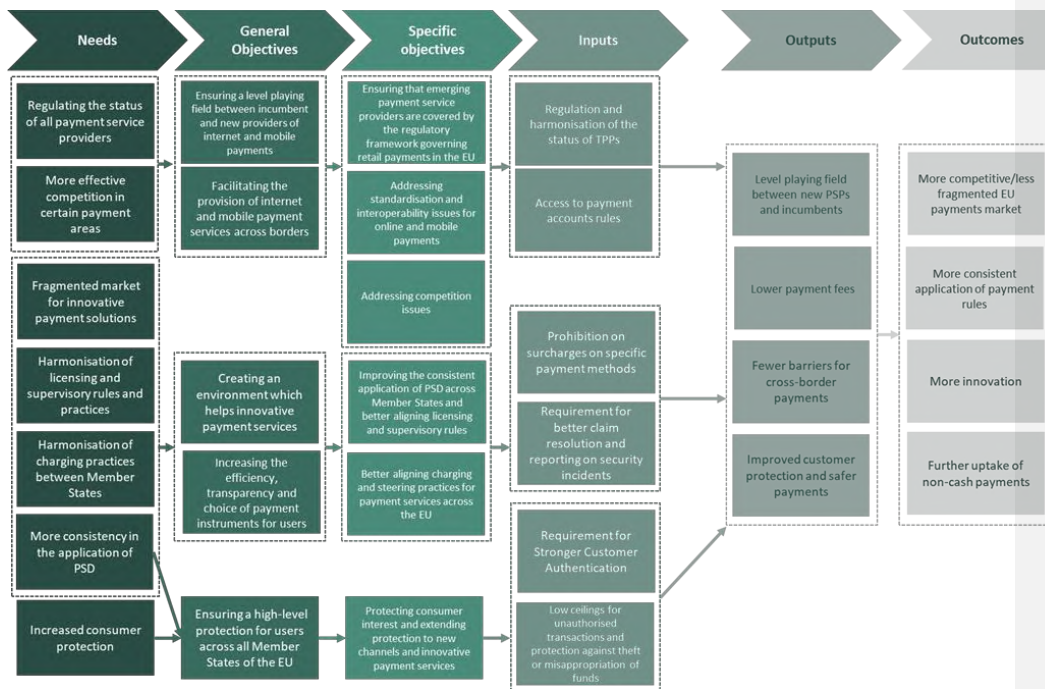 Needs
General
Objectives
Specific
objectives
Inputs
Outputs
Outcomes
Regulating the status
of all payment service
providers
More effective
competition in
certain payment
areas
Fragmented market
for innovative
payment solutions
Harmonisation of
licensing and
supervisory rules and
practices
Harmonisation of
charging practices
between Member
States
More consistency in
the application of
PSD
Increased consumer
protection
Ensuring a level playing
field between incumbent
and new providers of
internet and mobile
payments
Facilitating the
provision of internet
and mobile payment
services across borders
Creating an
environment which
helps innovative
payment services
Increasing the
efficiency,
transparency and
choice of payment
instruments for users
Ensuring a high-level
protection for users
across all Member
States of the EU
Ensuring that emerging
payment service
providers are covered by
the regulatory
framework governing
retail payments in the EU
Addressing
standardisation and
interoperability issues for
online and mobile
payments
Addressing competition
issues
Improving the consistent
application of PSD across
Member States and
better aligning licensing
and supervisory rules
Better aligning charging
and steering practices for
payment services across
the EU
Protecting consumer
interest and extending
protection to new
channels and innovative
payment services
Regulation and
harmonisation of the
status of TPPs
Access to payment
accounts rules
Prohibition on
surcharges on specific
payment methods
Requirement for
better claim
resolution and
reporting on security
incidents
Requirement for
Stronger Customer
Authentication
Low ceilings for
unauthorised
transactions and
protection against theft
or misappropriation of
funds
Level playing field
between new PSPs
and incumbents
Lower payment fees
Fewer barriers for
cross-border
payments
Improved customer
protection and safer
payments
More competitive/less
fragmented EU
payments market
More consistent
application of payment
rules
More innovation
Further uptake of
non-cash payments